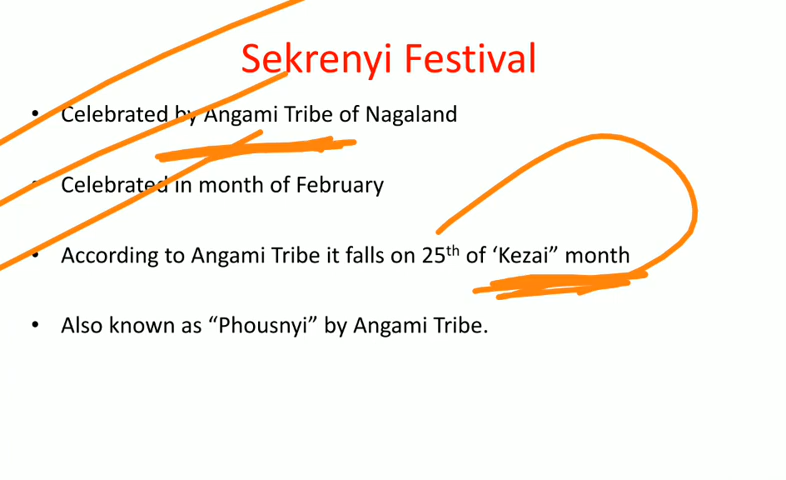 Sekrenyi Festival
• Celebrated by Angami Tribe of Nagaland
• Celebrated in month of February
• According to Angami Tribe it falls on 25th of ‘Kezai” month
• Also known as “Phousnyi” by Angami Tribe.